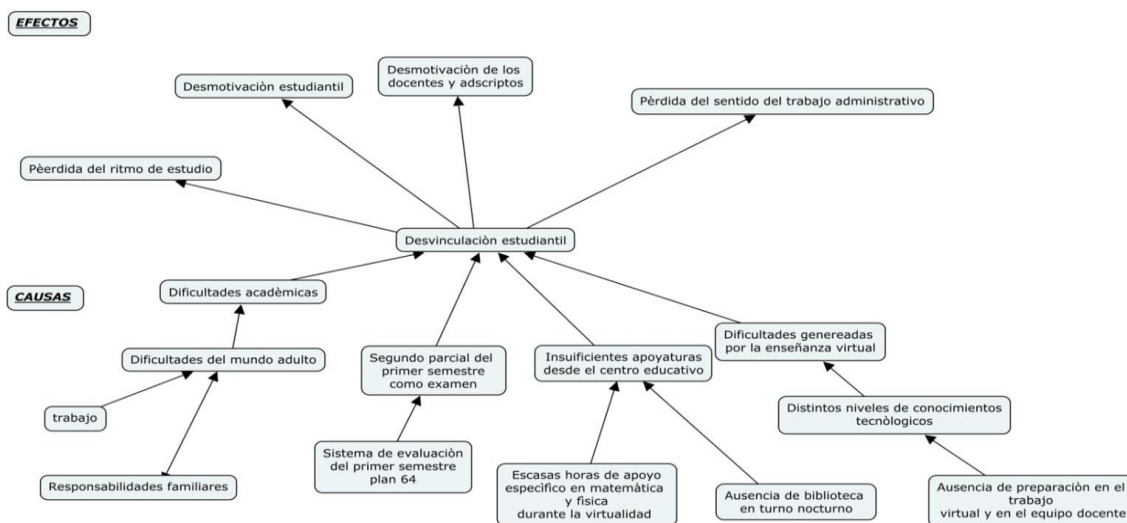 EFECTOS
Desmotivaciòn estudiantil
Desmotivaciòn de los
docentes y adscriptos
Pèrdida del sentido del trabajo administrativo
Pèerdida del ritmo de estudio
Desvinculaciòn estudiantil
CAUSAS
Dificultades acadèmicas
Dificultades del mundo adulto
Segundo parcial del
primer semestre
como examen
Insuificientes apoyaturas
desde el centro educativo
Dificultades genereadas
por la enseñanza virtual
trabajo
Distintos niveles de conocimientos
tecnòlogicos
Responsabilidades familiares
Sistema de evaluaciòn
del primer semestre
plan 64
Escasas horas de apoyo
especìfico en matemàtica
y fìsica
durante la virtualidad
Ausencia de biblioteca
en turno nocturno
Ausencia de preparaciòn en el
trabajo
virtual y en el equipo docente